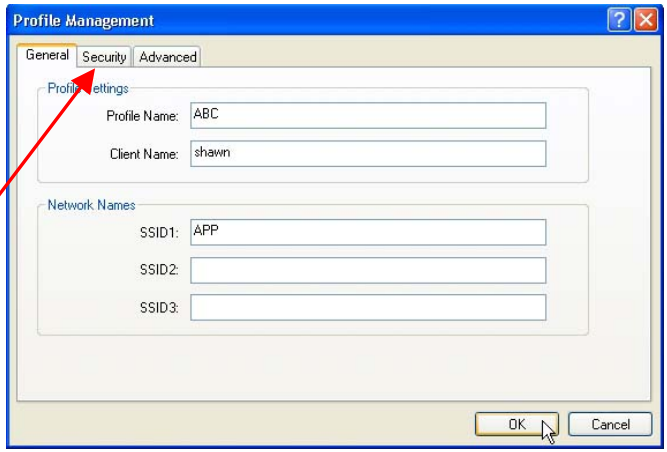 Profile Management
General Security Advanced
Profile Settings
Profile Name: ABC
Client Name: shawn
Network Names
SSID1: APP
SSID2:
SSID3:
OK Cancel